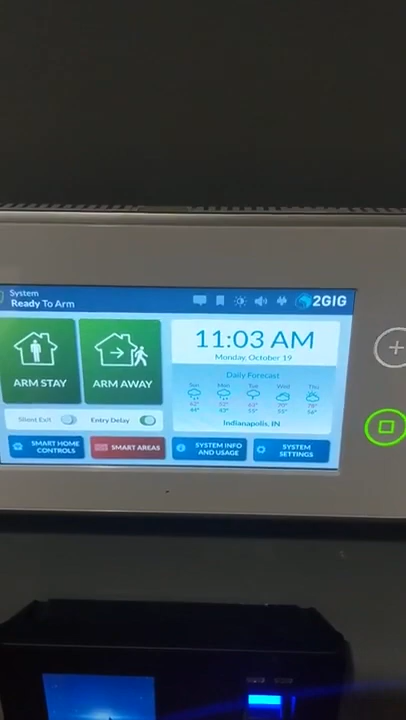 System
Ready To Arm
2GIG
ARM STAY
ARM AWAY
11:03 AM
Monday, October 19
Daily Forecast
Sun Mon Tue Wed Thu
Indianapolis, IN
Silent Exit
Entry Delay
SMART HOME
CONTROLS
SMART AREAS
SYSTEM INFO
AND USAGE
SYSTEM
SETTINGS